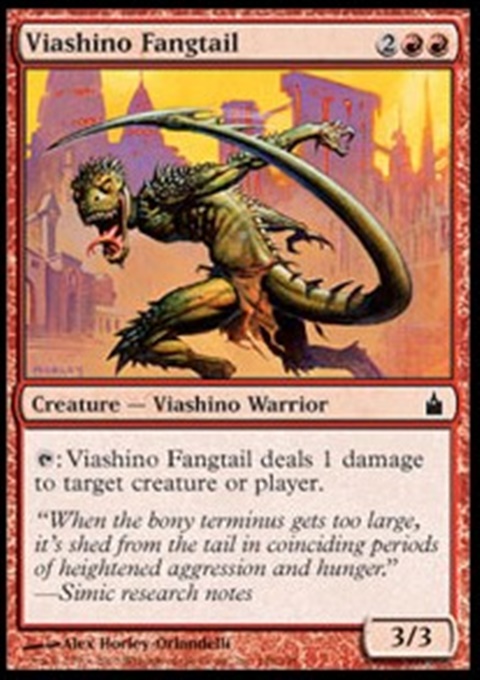 Viashino Fangtail 2
HORLEY
Creature — Viashino Warrior
: Viashino Fangtail deals 1 damage
to target creature or player.
“When the bony terminus gets too large,
it’s shed from the tail in coinciding periods
of heightened aggression and hunger.”
—Simic research notes
Alex Horley-Orlandelli
3/3